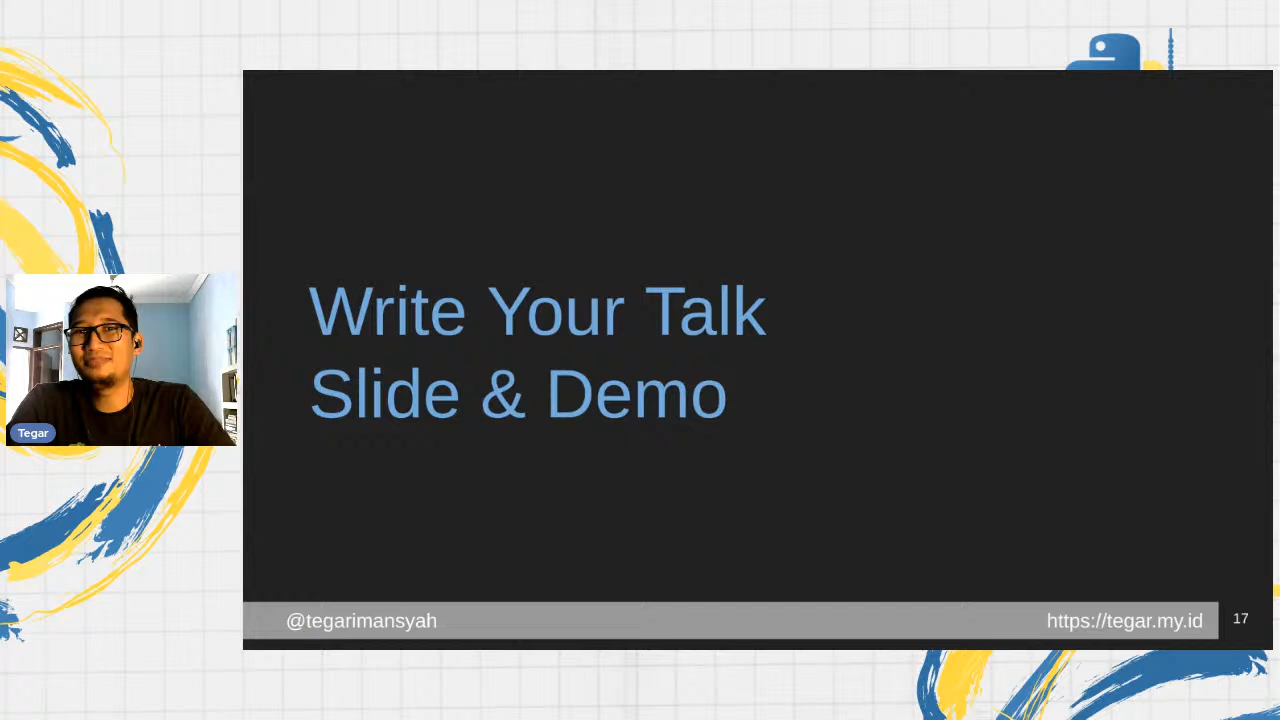 Write Your Talk
Slide & Demo
Tegar
@tegarimansyah
https://tegar.my.id
17